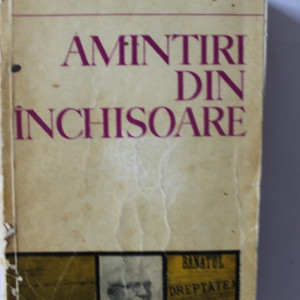 AMINTIRI
DIN
ÎNCHISOARE
BANATUL
DREPTATEA